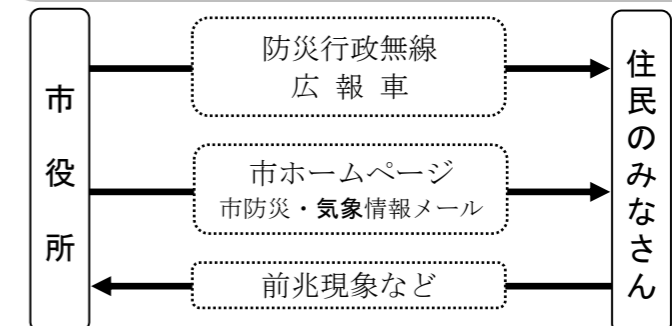 市役所
防災行政無線
広報車
市ホームページ
市防災・気象情報メール
前兆現象など
住民のみなさん